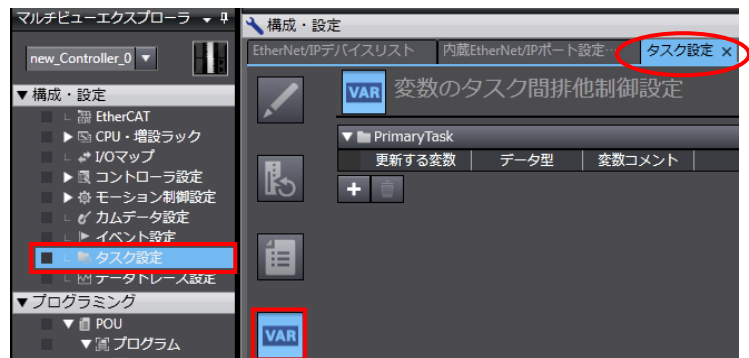 マルチビューエクスプローラ
new_Controller_0
▼構成・設定
EtherCAT
▶ CPU・増設ラック
I/Oマップ
▶ コントローラ設定
▶ モーション制御設定
カムデータ設定
イベント設定
タスク設定
データトレース設定
▼プログラミング
▼ POU
▼ プログラム
構成・設定
EtherNet/IPデバイスリスト 内蔵EtherNet/IPポート設定… タスク設定 ×
VAR 変数のタスク間排他制御設定
▼ PrimaryTask
更新する変数 データ型 変数コメント
+
VAR